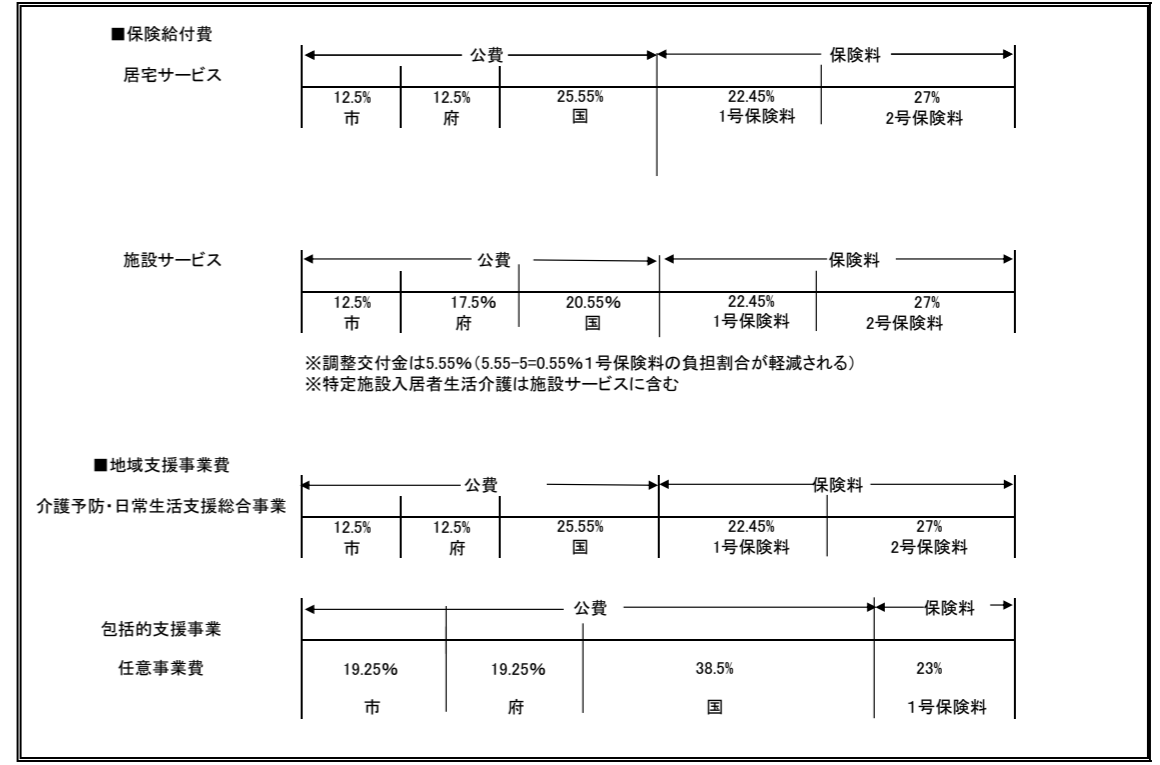 ■保険給付費
公費 保険料
居宅サービス
12.5% 12.5% 25.55% 22.45% 27%
市 府 国 1号保険料 2号保険料
施設サービス 公費 保険料
12.5% 17.5% 20.55% 22.45% 27%
市 府 国 1号保険料 2号保険料
※調整交付金は5.55%(5.55-5=0.55%1号保険料の負担割合が軽減される)
※特定施設入居者生活介護は施設サービスに含む
■地域支援事業費
公費 保険料
介護予防・日常生活支援総合事業
12.5% 12.5% 25.55% 22.45% 27%
市 府 国 1号保険料 2号保険料
公費 保険料
包括的支援事業
任意事業費 19.25% 19.25% 38.5% 23%
市 府 国 1号保険料